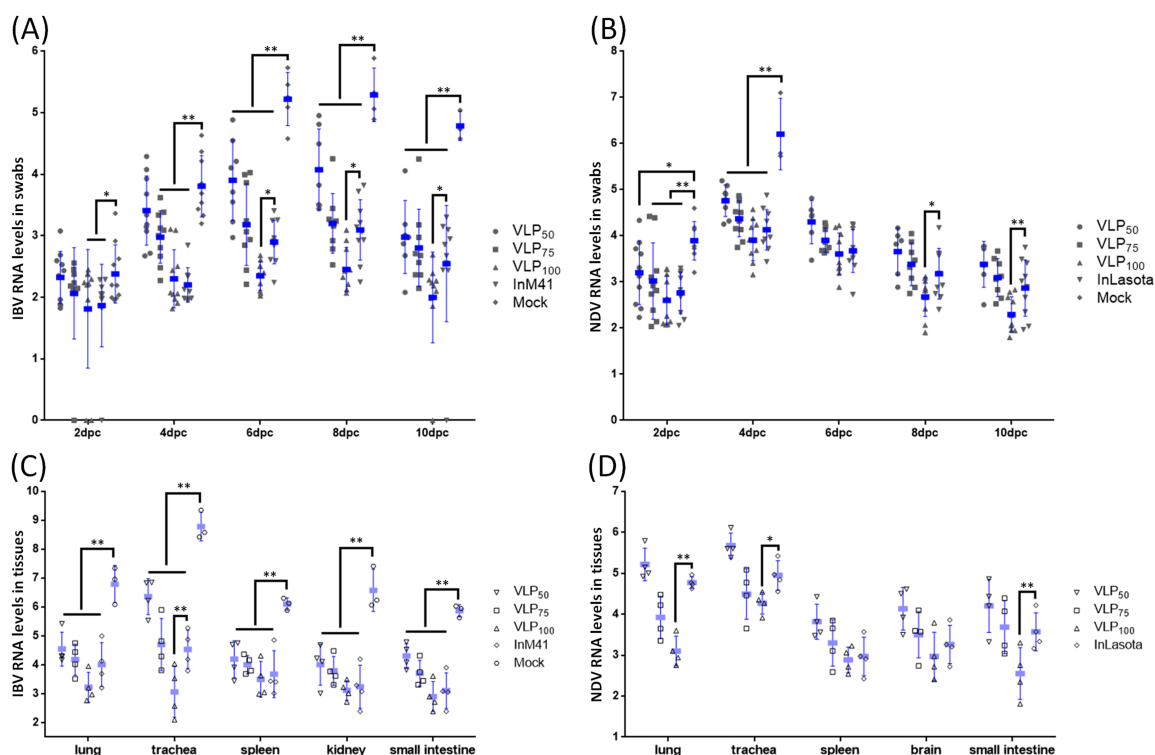 (A)
IBV RNA levels in swabs
6
5
4
3
2
1
0
2dpc 4dpc 6dpc 8dpc 10dpc
* ** ** * ** * ** *
VLP50
VLP75
VLP100
InM41
Mock
(B)
NDV RNA levels in swabs
8
7
6
5
4
3
2
1
0
2dpc 4dpc 6dpc 8dpc 10dpc
* ** ** * **
VLP50
VLP75
VLP100
InLasota
Mock
(C)
IBV RNA levels in tissues
10
9
8
7
6
5
4
3
2
lung trachea spleen kidney small intestine
** ** ** ** ** **
VLP50
VLP75
VLP100
InM41
Mock
(D)
NDV RNA levels in tissues
7
6
5
4
3
2
1
lung trachea spleen brain small intestine
** * **
VLP50
VLP75
VLP100
InLasota